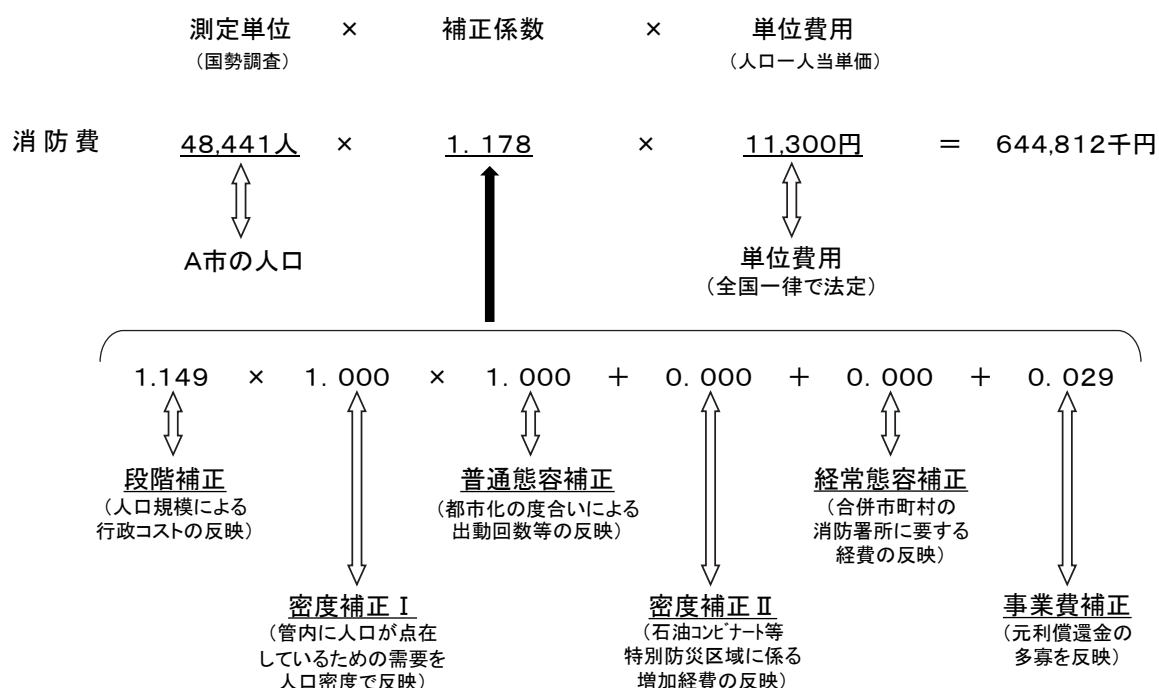 測定単位 × 補正係数 × 単位費用
（国勢調査） （人口一人当単価）
消防費 48,441人 × 1.178 × 11,300円 = 644,812千円
A市の人口 単位費用
（全国一律で法定）
1.149 × 1.000 × 1.000 + 0.000 + 0.000 + 0.029
段階補正 普通態容補正 経常態容補正
（人口規模による （都市化の度合いによる （合併市町村の
行政コストの反映） 出動回数等の反映） 消防署所に要する
経費の反映）
密度補正Ⅰ 密度補正Ⅱ 事業費補正
（管内に人口が点在 （石油コンビナート等 （元利償還金の
しているための需要を 特別防災区域に係る 多寡を反映）
人口密度で反映） 増加経費の反映）